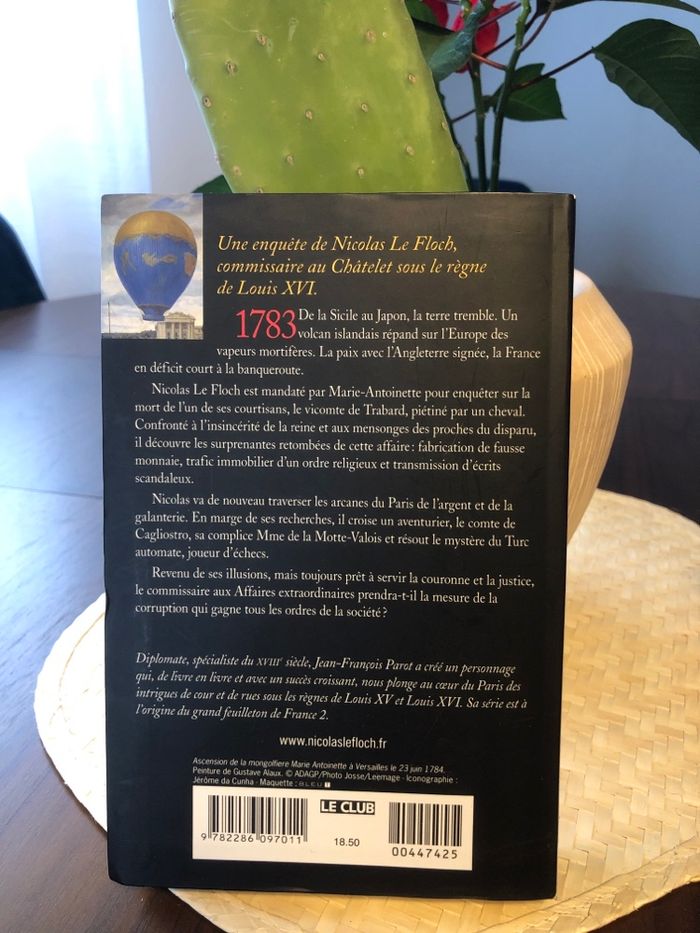 Une enquête de Nicolas Le Floch,
commissaire au Châtelet sous le règne
de Louis XVI.
1783 De la Sicile au Japon, la terre tremble. Un
volcan islandais répand sur l'Europe des
vapeurs mortifères. La paix avec l'Angleterre signée, la France
en déficit court à la banqueroute.
Nicolas Le Floch est mandaté par Marie-Antoinette pour enquêter sur la
mort de l'un de ses courtisans, le vicomte de Trabard, piétiné par un cheval.
Confronté à l'insincérité de la reine et aux mensonges des proches du disparu,
il découvre les surprenantes retombées de cette affaire : fabrication de fausse
monnaie, trafic immobilier d'un ordre religieux et transmission d'écrits
scandaleux.
Nicolas va de nouveau traverser les arcanes du Paris de l'argent et de la
galanterie. En marge de ses recherches, il croise un aventurier, le comte de
Cagliostro, sa complice Mme de la Motte-Valois et résout le mystère du Turc
automate, joueur d'échecs.
Revenu de ses illusions, mais toujours prêt à servir la couronne et la justice,
le commissaire aux Affaires extraordinaires prendra-t-il la mesure de la
corruption qui gagne tous les ordres de la société ?
Diplomate, spécialiste du XVIIIe siècle, Jean-François Parot a créé un personnage
qui, de livre en livre et avec un succès croissant, nous plonge au cœur du Paris des
intrigues de cour et de rues sous les règnes de Louis XV et Louis XVI. Sa série est à
l'origine du grand feuilleton de France 2.
www.nicolaslefloch.fr
Ascension de la mongolfiere Marie Antoinette à Versailles le 23 juin 1784.
Peinture de Gustave Alaux. © ADAGP/Photo Josse/Leemage - Iconographie :
Jérôme da Cunha - Maquette : BLEU T
LE CLUB
9 782286 097011
18.50
00447425